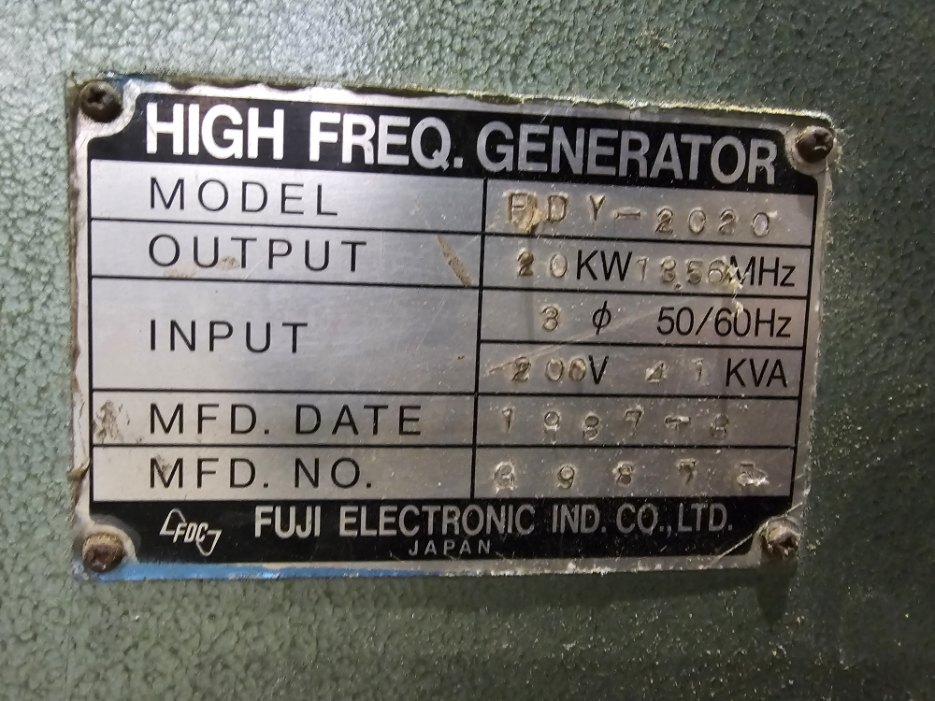 HIGH FREQ. GENERATOR
MODEL FDY-2020
OUTPUT 20KW 13.56MHz
INPUT 3 ϕ 50/60Hz
200V 41 KVA
MFD. DATE
MFD. NO.
FDC FUJI ELECTRONIC IND. CO.,LTD.
JAPAN